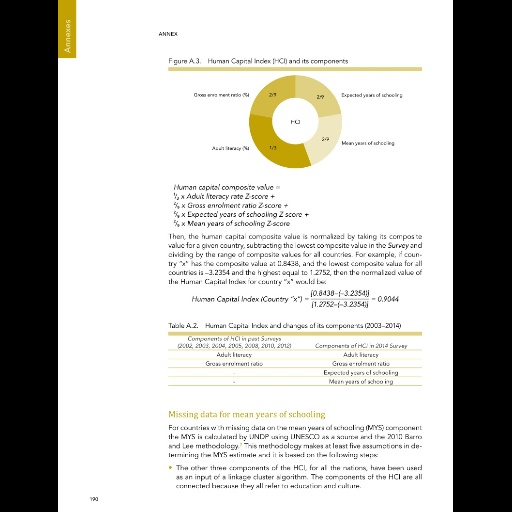 Annexes
ANNEX
Figure A.3. Human Capital Index (HCI) and its components
Gross enrolment ratio (%)
2/9
2/9
Expected years of schooling
HCI
Adult literacy (%)
1/3
2/9
Mean years of schooling
Human capital composite value =
1/3 x Adult literacy rate Z-score +
2/9 x Gross enrolment ratio Z-score +
2/9 x Expected years of schooling Z-score +
2/9 x Mean years of schooling Z-score
Then, the human capital composite value is normalized by taking its composite
value for a given country, subtracting the lowest composite value in the Survey and
dividing by the range of composite values for all countries. For example, if coun-
try "x" has the composite value at 0.8438, and the lowest composite value for all
countries is –3.2354 and the highest equal to 1.2752, then the normalized value of
the Human Capital Index for country "x" would be:
Human Capital Index (Country "x") = [0.8438–(–3.2354)] / [1.2752–(–3.2354)] = 0.9044
Table A.2. Human Capital Index and changes of its components (2003–2014)
Components of HCI in past Surveys
(2002, 2003, 2004, 2005, 2008, 2010, 2012) Components of HCI in 2014 Survey
Adult literacy Adult literacy
Gross enrolment ratio Gross enrolment ratio
- Expected years of schooling
- Mean years of schooling
Missing data for mean years of schooling
For countries with missing data on the mean years of schooling (MYS) component
the MYS is calculated by UNDP using UNESCO as a source and the 2010 Barro
and Lee methodology. This methodology makes at least five assumptions in de-
termining the MYS estimate and it is based on the following steps:
• The other three components of the HCI, for all the nations, have been used
as an input of a linkage cluster algorithm. The components of the HCI are all
connected because they all refer to education and culture.
190